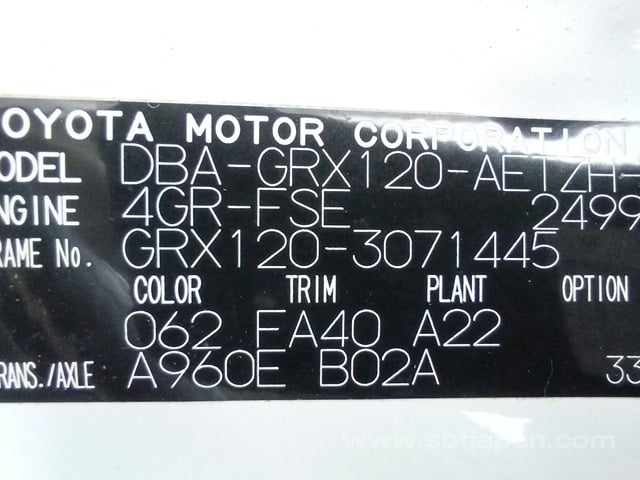 OYOTA MOTOR CORPORATION
MODEL DBA-GRX120-AETZH-
NGINE 4GR-FSE 2499
RAME No. GRX120-3071445
COLOR TRIM PLANT OPTION
062 FA40 A22
RANS./AXLE A960E B02A 33
www.sbtjapan.com